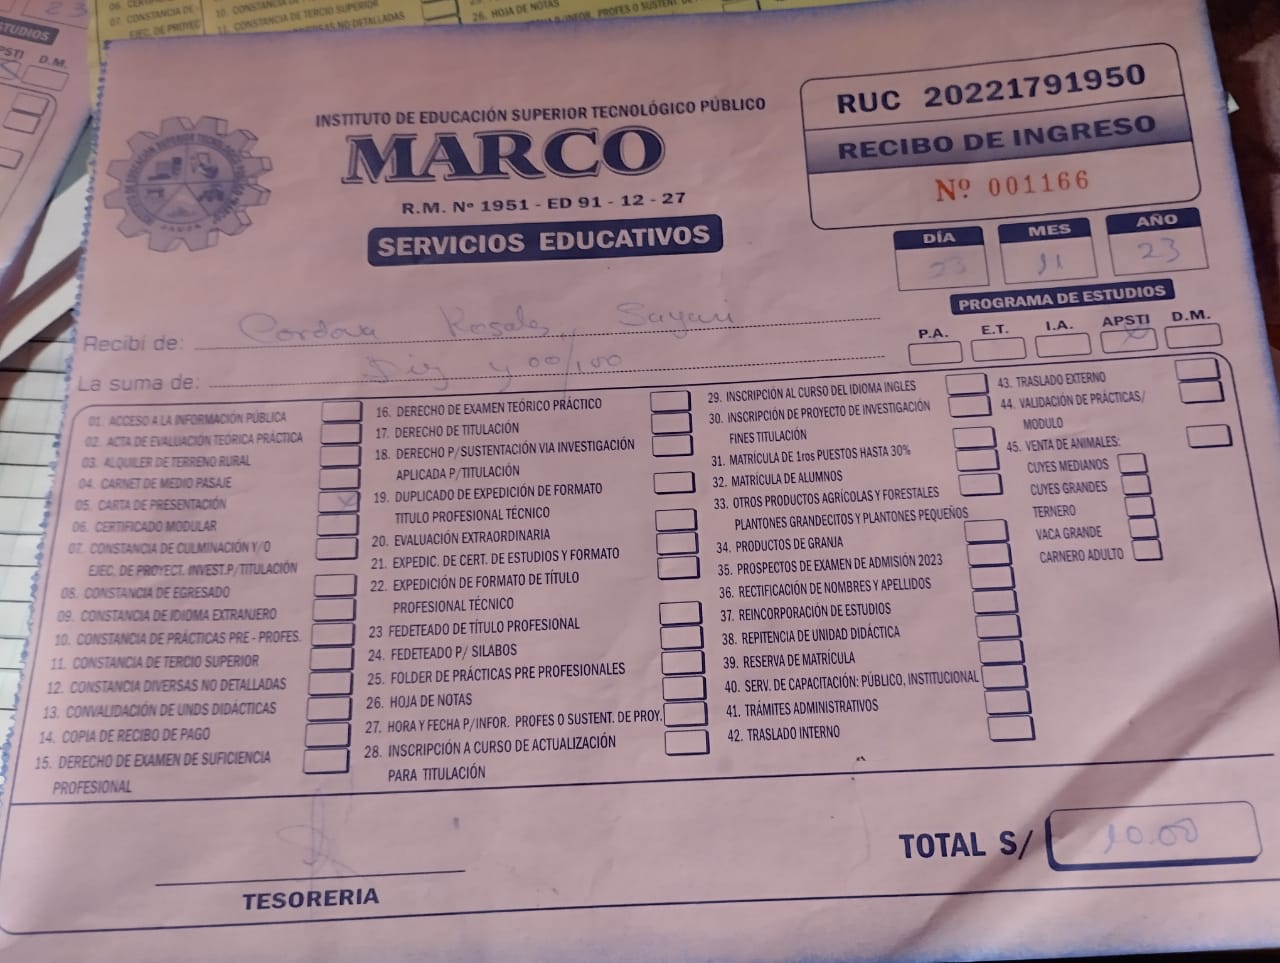 INSTITUTO DE EDUCACIÓN SUPERIOR TECNOLÓGICO PÚBLICO
MARCO
R.M. Nº 1951 - ED 91 - 12 - 27
SERVICIOS EDUCATIVOS
RUC 20221791950
RECIBO DE INGRESO
Nº 001166
DÍA MES AÑO
23 11 23
PROGRAMA DE ESTUDIOS
P.A. E.T. I.A. APSTI D.M.
Recibí de: Cordova Rosales, Sayan
La suma de: Diez y 00/100
01. ACCESO A LA INFORMACIÓN PÚBLICA
02. ACTA DE EVALUACIÓN TEÓRICA PRÁCTICA
03. ALQUILER DE TERRENO RURAL
04. CARNET DE MEDIO PASAJE
05. CARTA DE PRESENTACIÓN
06. CERTIFICADO MODULAR
07. CONSTANCIA DE CULMINACIÓN Y/O
EJEC. DE PROYECT. INVEST.P/TITULACIÓN
08. CONSTANCIA DE EGRESADO
09. CONSTANCIA DE IDIOMA EXTRANJERO
10. CONSTANCIA DE PRÁCTICAS PRE - PROFES.
11. CONSTANCIA DE TERCIO SUPERIOR
12. CONSTANCIA DIVERSAS NO DETALLADAS
13. CONVALIDACIÓN DE UNDS DIDÁCTICAS
14. COPIA DE RECIBO DE PAGO
15. DERECHO DE EXAMEN DE SUFICIENCIA
PROFESIONAL
16. DERECHO DE EXAMEN TEÓRICO PRÁCTICO
17. DERECHO DE TITULACIÓN
18. DERECHO P/SUSTENTACIÓN VIA INVESTIGACIÓN
APLICADA P/TITULACIÓN
19. DUPLICADO DE EXPEDICIÓN DE FORMATO
TITULO PROFESIONAL TÉCNICO
20. EVALUACIÓN EXTRAORDINARIA
21. EXPEDIC. DE CERT. DE ESTUDIOS Y FORMATO
22. EXPEDICIÓN DE FORMATO DE TÍTULO
PROFESIONAL TÉCNICO
23 FEDETEADO DE TÍTULO PROFESIONAL
24. FEDETEADO P/ SILABOS
25. FOLDER DE PRÁCTICAS PRE PROFESIONALES
26. HOJA DE NOTAS
27. HORA Y FECHA P/INFOR. PROFES O SUSTENT. DE PROY.
28. INSCRIPCIÓN A CURSO DE ACTUALIZACIÓN
PARA TITULACIÓN
29. INSCRIPCIÓN AL CURSO DEL IDIOMA INGLES
30. INSCRIPCIÓN DE PROYECTO DE INVESTIGACIÓN
FINES TITULACIÓN
31. MATRÍCULA DE 1ros PUESTOS HASTA 30%
32. MATRÍCULA DE ALUMNOS
33. OTROS PRODUCTOS AGRÍCOLAS Y FORESTALES
PLANTONES GRANDECITOS Y PLANTONES PEQUEÑOS
34. PRODUCTOS DE GRANJA
35. PROSPECTOS DE EXAMEN DE ADMISIÓN 2023
36. RECTIFICACIÓN DE NOMBRES Y APELLIDOS
37. REINCORPORACIÓN DE ESTUDIOS
38. REPITENCIA DE UNIDAD DIDÁCTICA
39. RESERVA DE MATRÍCULA
40. SERV. DE CAPACITACIÓN: PÚBLICO, INSTITUCIONAL
41. TRÁMITES ADMINISTRATIVOS
42. TRASLADO INTERNO
43. TRASLADO EXTERNO
44. VALIDACIÓN DE PRÁCTICAS/
MODULO
45. VENTA DE ANIMALES:
CUYES MEDIANOS
CUYES GRANDES
TERNERO
VACA GRANDE
CARNERO ADULTO
TOTAL S/ 10.00
TESORERIA